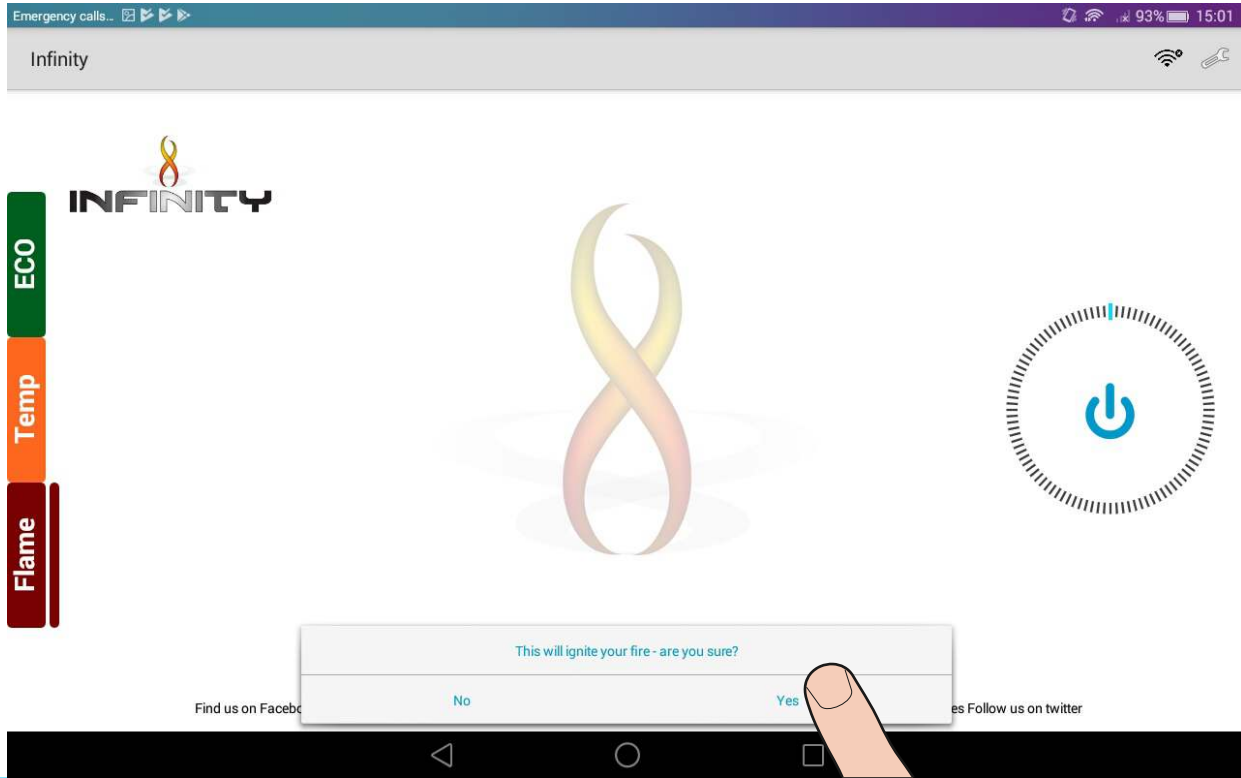 Emergency calls... 93% 15:01
Infinity
INFINITY
ECO
Temp
Flame
This will ignite your fire - are you sure?
No Yes
Find us on Facebo es Follow us on twitter